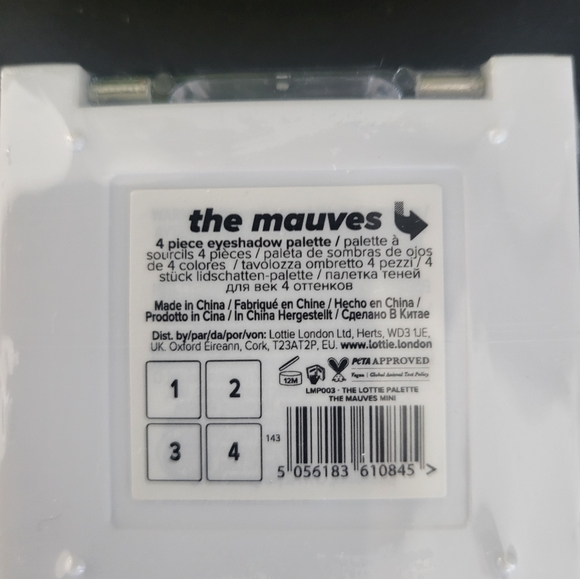 the mauves
4 piece eyeshadow palette / palette à
sourcils 4 pièces / paleta de sombras de ojos
de 4 colores / tavolozza ombretto 4 pezzi / 4
stück lidschatten-palette / палетка теней
для век 4 оттенков
Made in China / Fabriqué en Chine / Hecho en China /
Prodotto in Cina / In China Hergestellt / Сделано В Китае
Dist. by/par/da/por/von: Lottie London Ltd, Herts, WD3 1JE,
UK. Oxford Eireann, Cork, T23AT2P, EU. www.lottie.london
1 2
3 4
12M
PETA APPROVED
Vegan | Global Animal Test Policy
LMP003 - THE LOTTIE PALETTE
THE MAUVES MINI
143
5 056183 610845 >